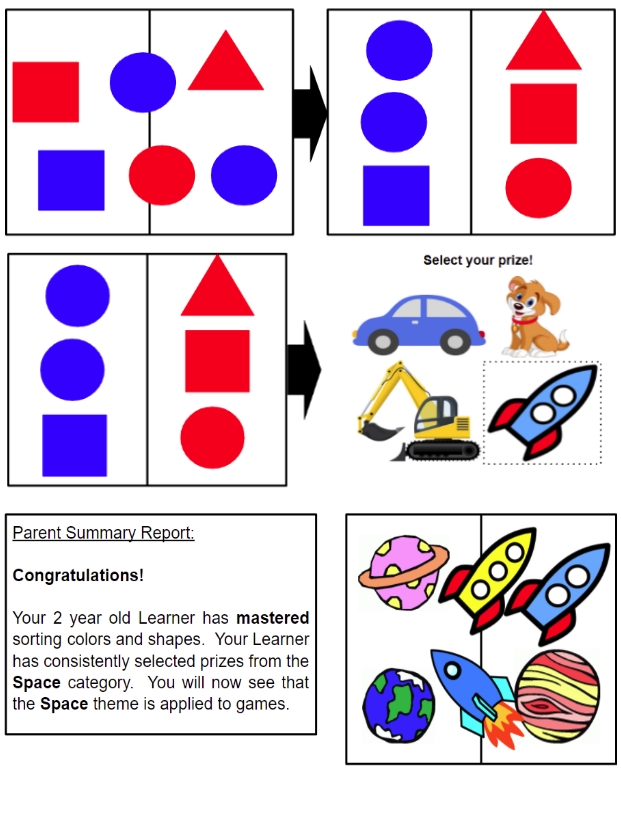 Select your prize!
Parent Summary Report:
Congratulations!
Your 2 year old Learner has mastered
sorting colors and shapes. Your Learner
has consistently selected prizes from the
Space category. You will now see that
the Space theme is applied to games.